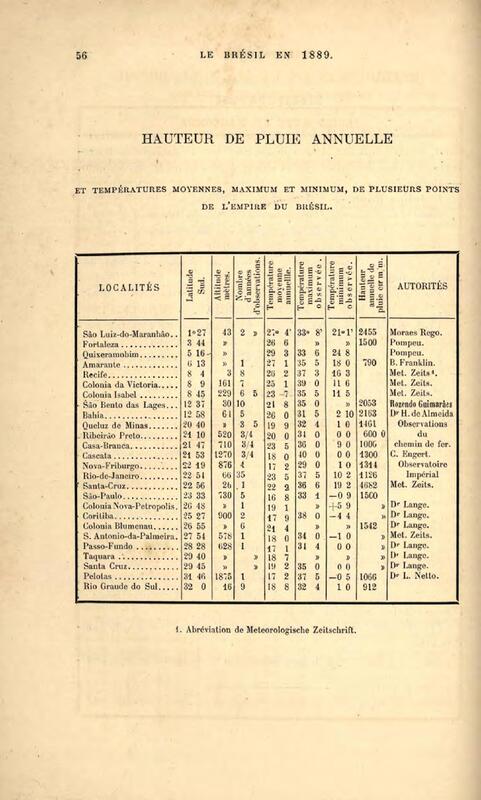 56 LE BRÉSIL EN 1889.
HAUTEUR DE PLUIE ANNUELLE
ET TEMPÉRATURES MOYENNES, MAXIMUM ET MINIMUM, DE PLUSIEURS POINTS
DE L'EMPIRE DU BRÉSIL.
LOCALITÉS Latitude Sud. Altitude mètres. Nombre d'années d'observations. Température moyenne annuelle. Température maximum observée. Température minimum observée. Hauteur annuelle de pluie en m m. AUTORITÉS
São Luiz-do-Maranhão.. 1°27 43 2 » 27° 4' 33° 8' 21°1' 2455 Moraes Rego.
Fortaleza 3 44 » 26 6 » » 1500 Pompeu.
Quixeramobim 5 16 » 29 3 33 6 24 8 Pompeu.
Amarante 6 13 » 1 27 1 35 5 18 0 790 B. Franklin.
Recife 8 4 3 8 26 2 37 3 16 3 Met. Zeits¹.
Colonia da Victoria 8 9 161 7 25 1 39 0 11 6 Met. Zeits.
Colonia Isabel 8 45 229 6 5 23 7 35 5 11 5 Met. Zeits.
São Bento das Lages... 12 37 30 10 24 8 35 0 » 2053 Rozendo Guimarães
Bahia 12 58 64 5 26 0 31 5 2 10 2163 Dr H. de Almeida
Queluz de Minas 20 40 » 3 5 19 9 32 4 1 0 1461 Observations
Ribeirão Preto 21 10 520 3/4 20 0 34 0 0 0 600 0 du
Casa-Branca 21 47 710 3/4 23 5 36 0 9 0 1006 chemin de fer.
Cascata 21 53 1270 3/4 18 0 40 0 0 0 1300 C. Engert.
Nova-Friburgo 22 19 876 4 17 2 29 0 1 0 1314 Observatoire
Rio-de-Janeiro 22 54 66 35 23 5 37 5 10 2 1126 Impérial
Santa-Cruz 22 56 26 1 22 2 36 6 19 2 4682 Met. Zeits.
São-Paulo 23 33 730 5 16 8 33 1 —0 9 1500
Colonia Nova-Petropolis. 26 48 » 1 19 1 » +5 9 » Dr Lange.
Coritiba 25 27 900 2 17 9 38 0 —4 4 » Dr Lange.
Colonia Blumenau 26 55 » 6 21 4 » » 1542 Dr Lange.
S. Antonio-da-Palmeira. 27 54 578 1 18 0 34 0 —1 0 » Met. Zeits.
Passo-Fundo 28 28 628 1 17 1 31 4 0 0 » Dr Lange.
Taquara 29 40 » » 18 7 » » » Dr Lange.
Santa Cruz 29 45 » » 19 2 35 0 0 0 » Dr Lange.
Pelotas 31 46 1875 1 17 2 37 5 —0 5 1066 Dr L. Netto.
Rio Grande do Sul 32 0 16 9 18 8 32 4 1 0 912
1. Abréviation de Meteorologische Zeitschrift.